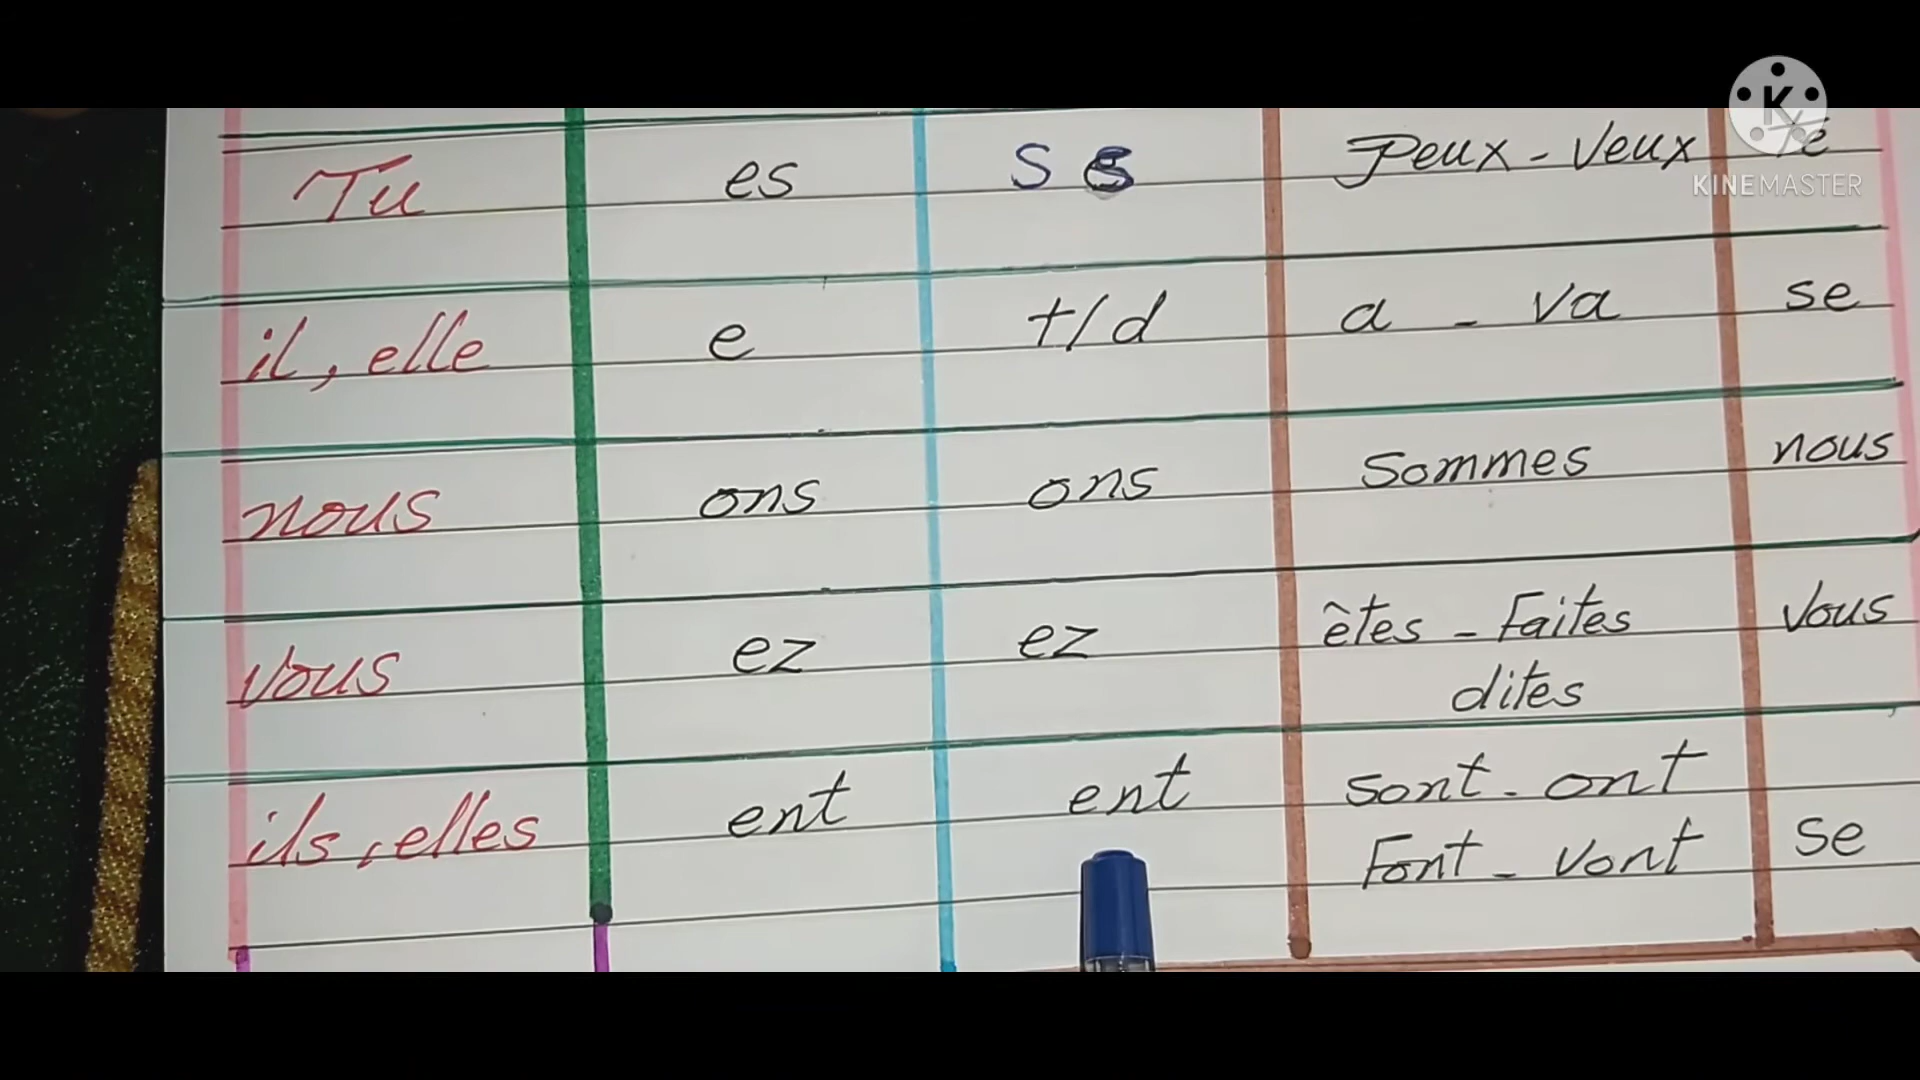 Tu es s s Peux - Veux te
KINEMASTER
il, elle e t/d a - va se
nous ons ons Sommes nous
vous ez ez êtes - Faites Vous
dites
ils, elles ent ent sont - ont
Font - vont se